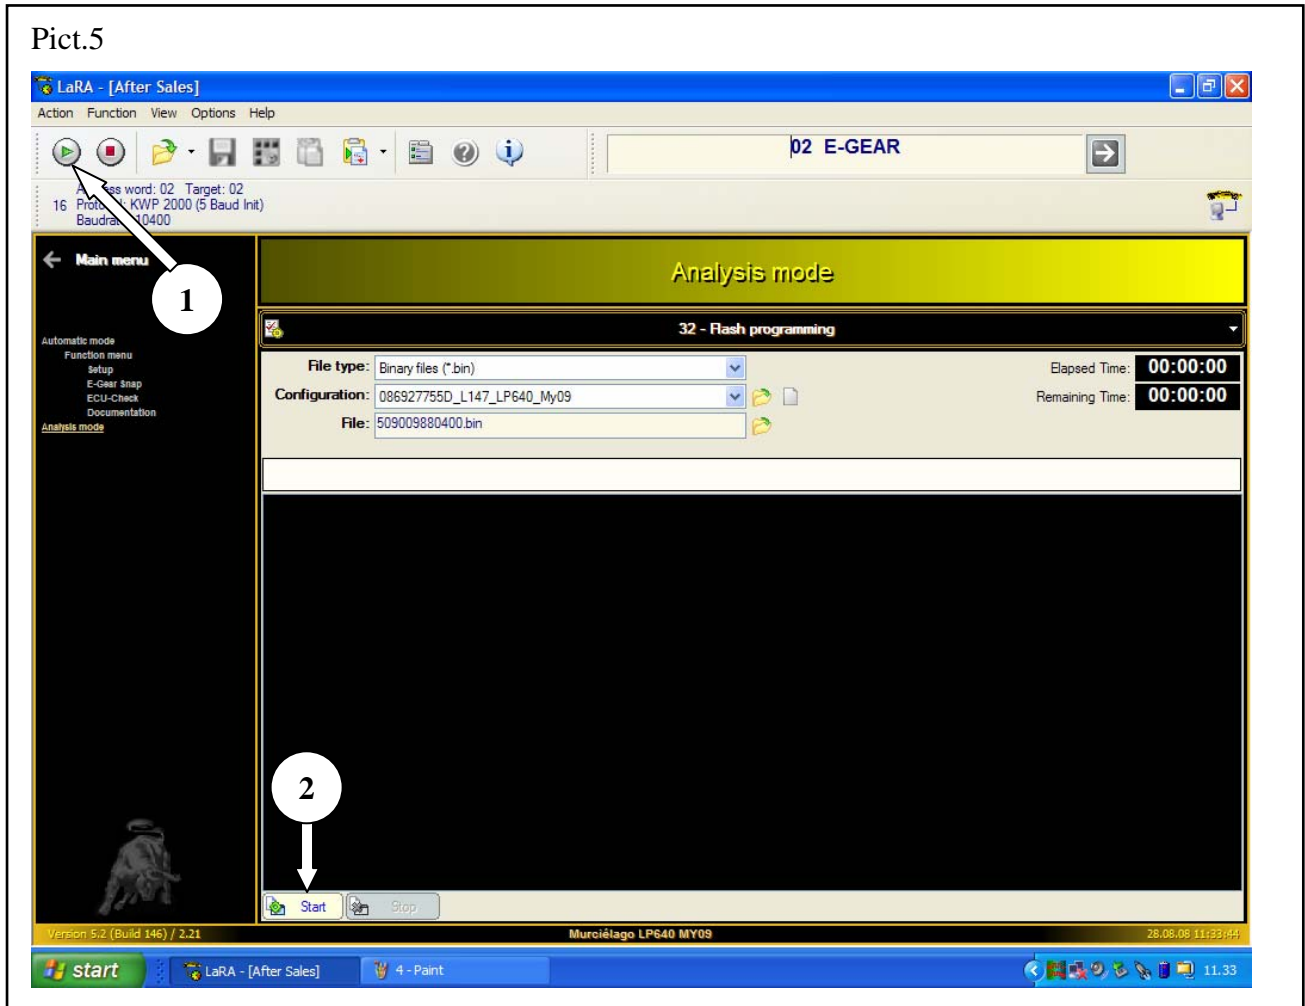 Pict.5
LaRA - [After Sales]
Action Function View Options Help
02 E-GEAR
word: 02 Target: 02
16 KWP 2000 (5 Baud Init)
10400
Main menu
1
Analysis mode
32 - Flash programming
Automatic mode
Function menu
Setup
E-Gear Snap
ECU-Check
Documentation
Analysis mode
File type: Binary files (*.bin)
Elapsed Time: 00:00:00
Configuration: 086927755D_L147_LP640_My09
Remaining Time: 00:00:00
File: 509009880400.bin
2
Start Stop
Version 5.2 (Build 146) / 2.21 Murciélago LP640 MY09 28.08.08 11:33:44
start LaRA - [After Sales] 4 - Paint 11.33